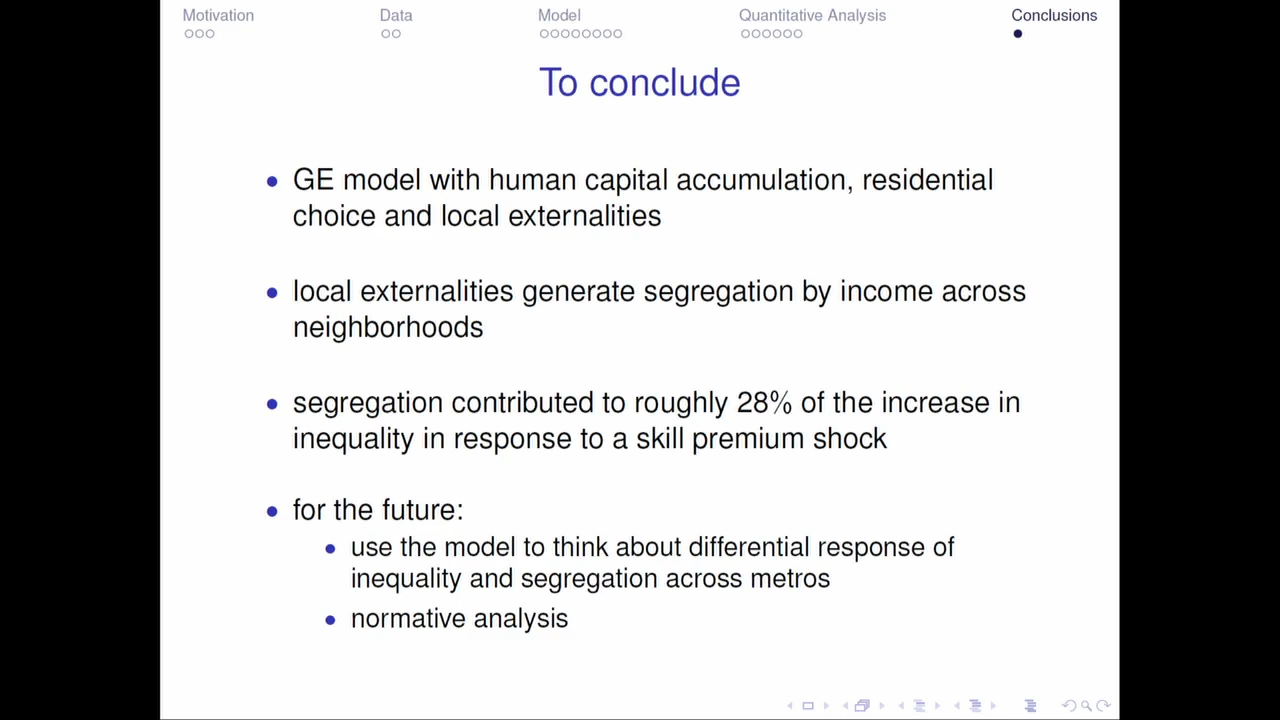 Motivation Data Model Quantitative Analysis Conclusions
To conclude
GE model with human capital accumulation, residential
choice and local externalities
local externalities generate segregation by income across
neighborhoods
segregation contributed to roughly 28% of the increase in
inequality in response to a skill premium shock
for the future:
use the model to think about differential response of
inequality and segregation across metros
normative analysis